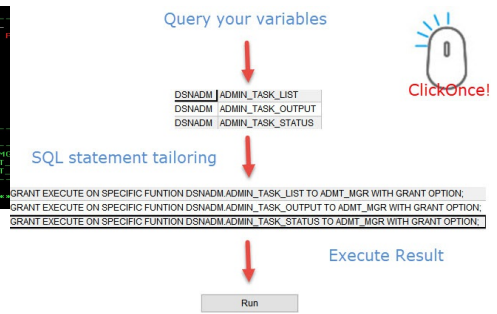 Query your variables
ClickOnce!
DSNADM ADMIN_TASK_LIST
DSNADM ADMIN_TASK_OUTPUT
DSNADM ADMIN_TASK_STATUS
SQL statement tailoring
GRANT EXECUTE ON SPECIFIC FUNTION DSNADM.ADMIN_TASK_LIST TO ADMT_MGR WITH GRANT OPTION;
GRANT EXECUTE ON SPECIFIC FUNTION DSNADM.ADMIN_TASK_OUTPUT TO ADMT_MGR WITH GRANT OPTION;
GRANT EXECUTE ON SPECIFIC FUNTION DSNADM.ADMIN_TASK_STATUS TO ADMT_MGR WITH GRANT OPTION;
Execute Result
Run